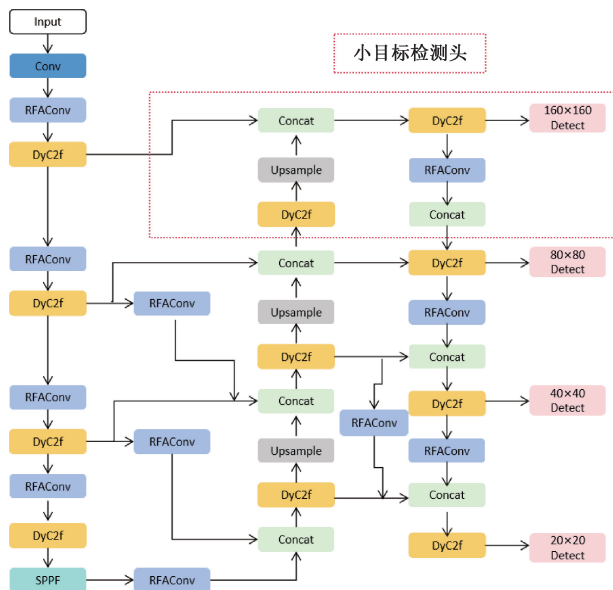 Input
小目标检测头
Conv
RFAConv
Concat
DyC2f
160×160
Detect
DyC2f
Upsample
RFAConv
DyC2f
Concat
RFAConv
Concat
DyC2f
80×80
Detect
DyC2f
RFAConv
Upsample
RFAConv
DyC2f
Concat
RFAConv
Concat
DyC2f
40×40
Detect
RFAConv
DyC2f
RFAConv
Upsample
RFAConv
RFAConv
DyC2f
Concat
DyC2f
Concat
DyC2f
20×20
Detect
SPPF
RFAConv